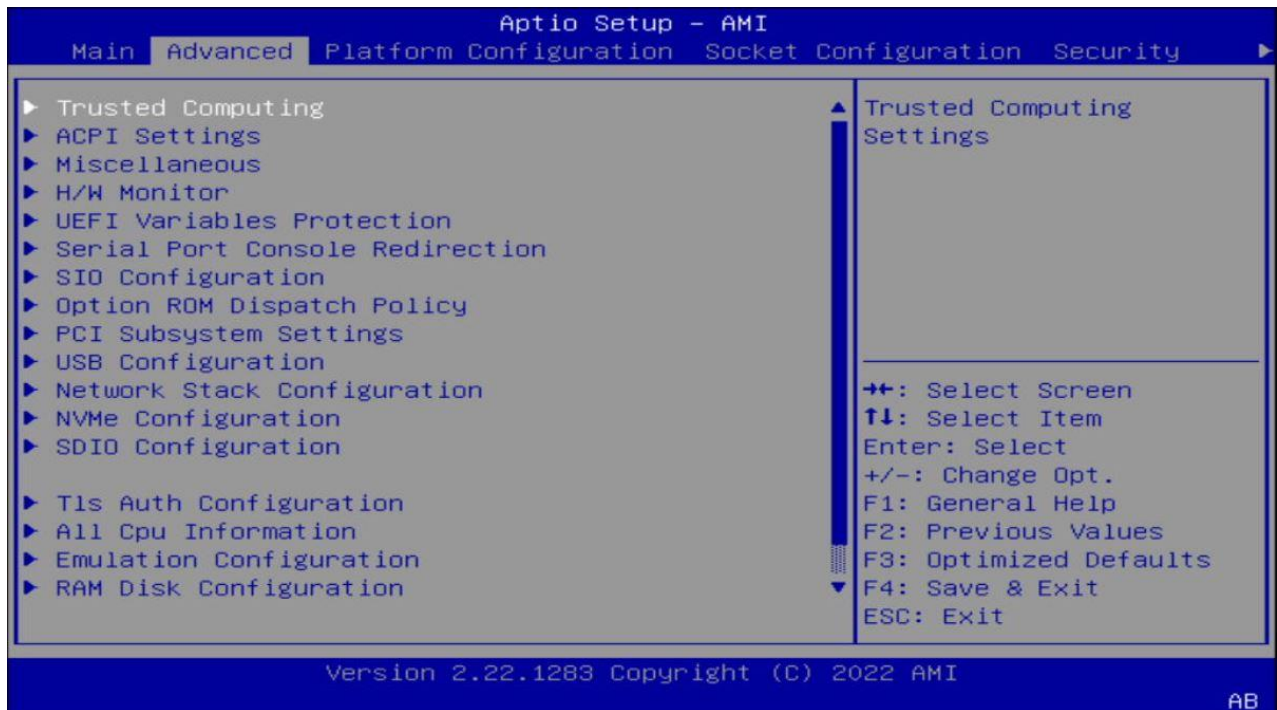 Aptio Setup – AMI
Main Advanced Platform Configuration Socket Configuration Security ▶
▶ Trusted Computing
▶ ACPI Settings
▶ Miscellaneous
▶ H/W Monitor
▶ UEFI Variables Protection
▶ Serial Port Console Redirection
▶ SIO Configuration
▶ Option ROM Dispatch Policy
▶ PCI Subsystem Settings
▶ USB Configuration
▶ Network Stack Configuration
▶ NVMe Configuration
▶ SDIO Configuration
▶ Tls Auth Configuration
▶ All Cpu Information
▶ Emulation Configuration
▶ RAM Disk Configuration
Trusted Computing
Settings
→←: Select Screen
↑↓: Select Item
Enter: Select
+/-: Change Opt.
F1: General Help
F2: Previous Values
F3: Optimized Defaults
F4: Save & Exit
ESC: Exit
Version 2.22.1283 Copyright (C) 2022 AMI
AB